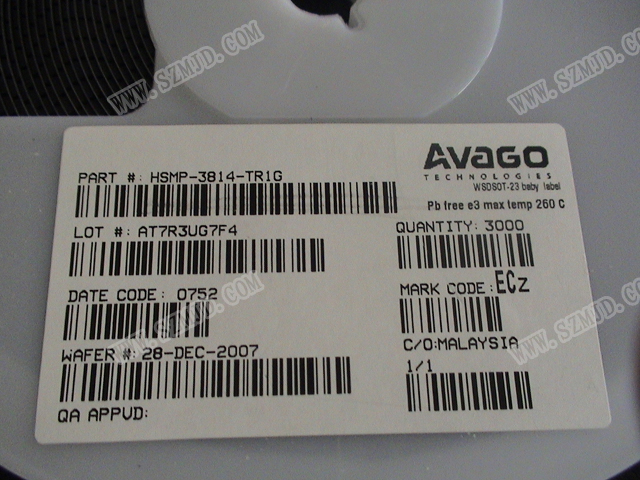 WWW.SZMJD.COM
WWW.SZMJD.COM
AVAGO
TECHNOLOGIES
WSDSOT-23 baby label
PART #: HSMP-3814-TR1G
Pb free e3 max temp 260 C
LOT #: AT7R3UG7F4
QUANTITY: 3000
DATE CODE: 0752
MARK CODE: ECz
WAFER #: 28-DEC-2007
C/O:MALAYSIA
1/1
QA APPVD:
WWW.SZMJD.COM
WWW.SZMJD.COM